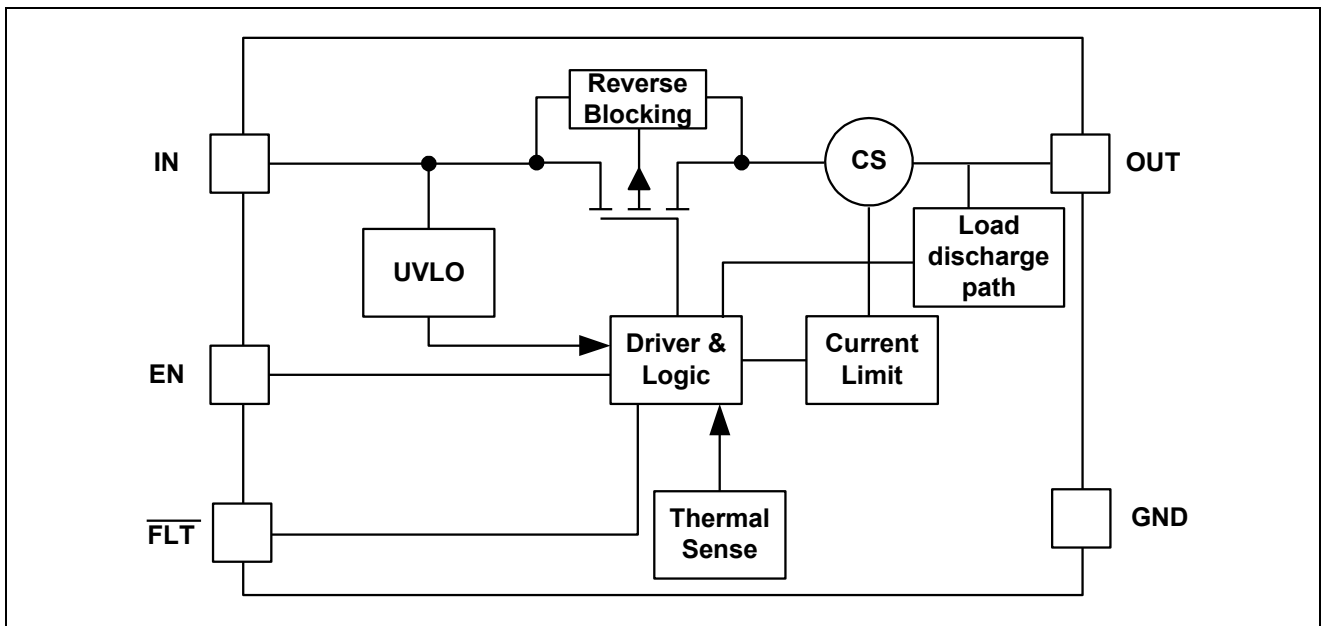 Reverse
Blocking
IN
CS
OUT
UVLO
Load
discharge
path
EN
Driver &
Logic
Current
Limit
FLT
Thermal
Sense
GND